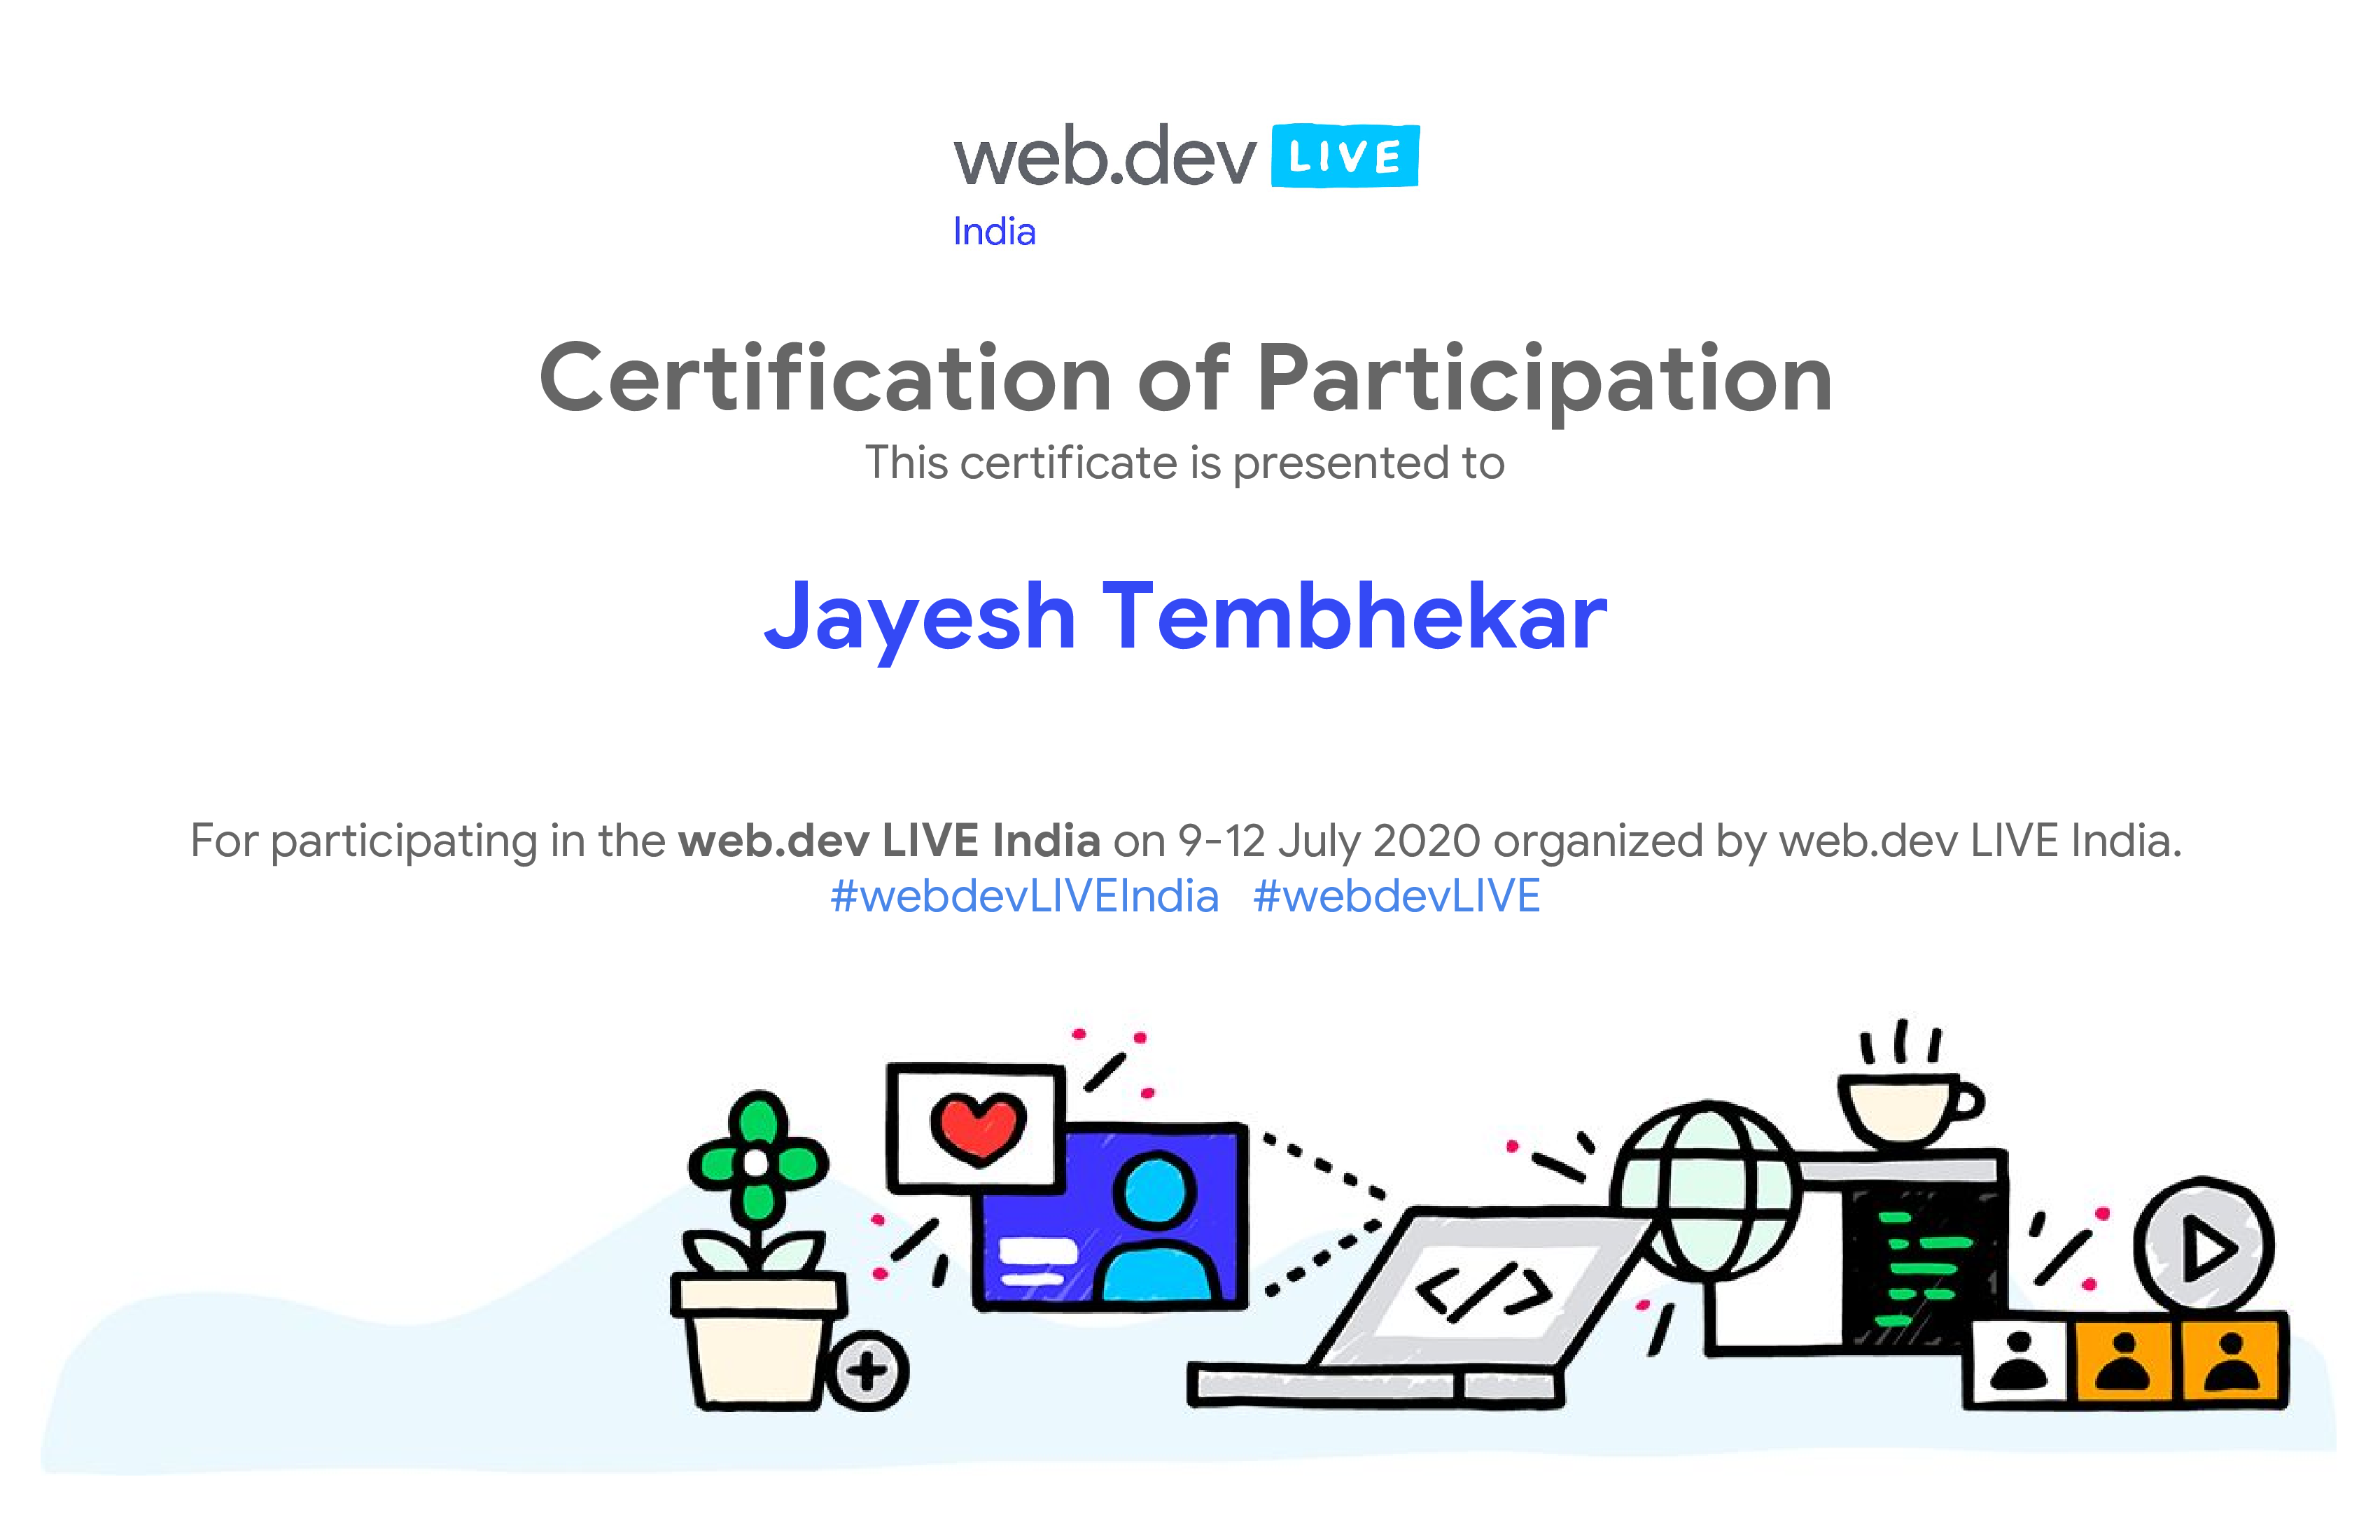 web.dev LIVE
India
Certification of Participation
This certificate is presented to
Jayesh Tembhekar
For participating in the web.dev LIVE India on 9-12 July 2020 organized by web.dev LIVE India.
#webdevLIVEIndia #webdevLIVE
</>